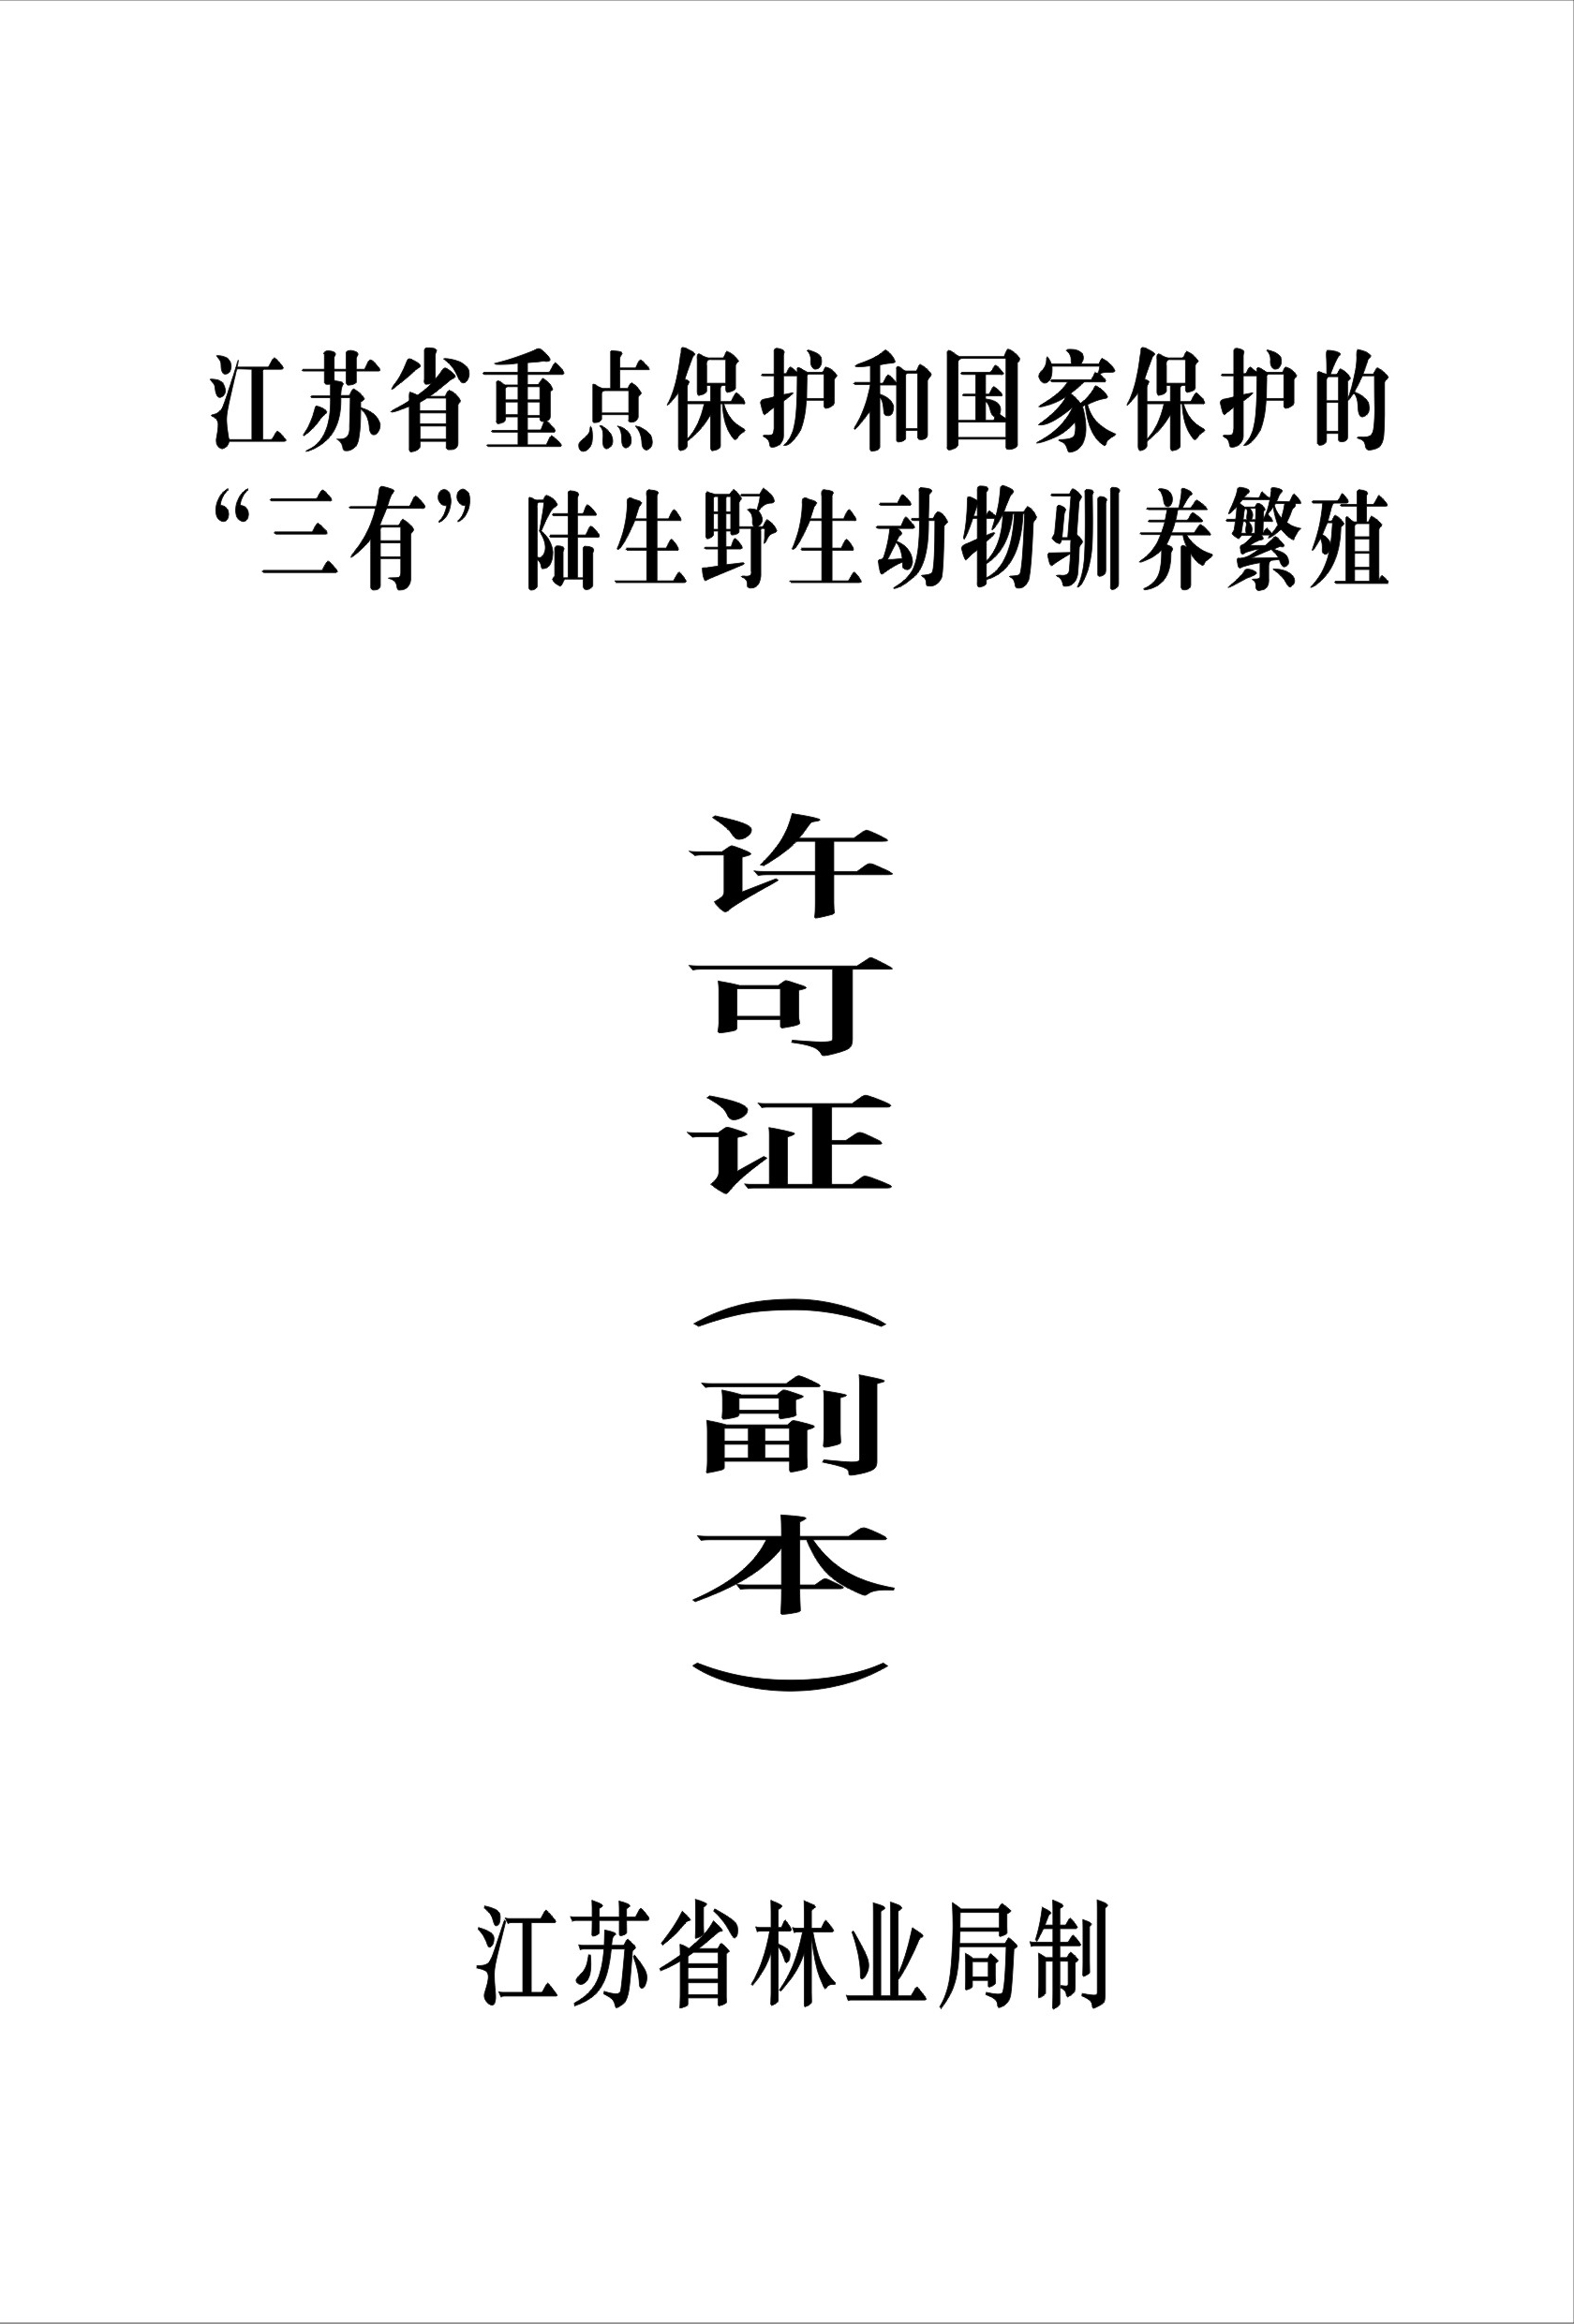 江苏省重点保护和国家保护的
“三有”陆生野生动物驯养繁殖
许
可
证
（
副
本
）
江苏省林业局制